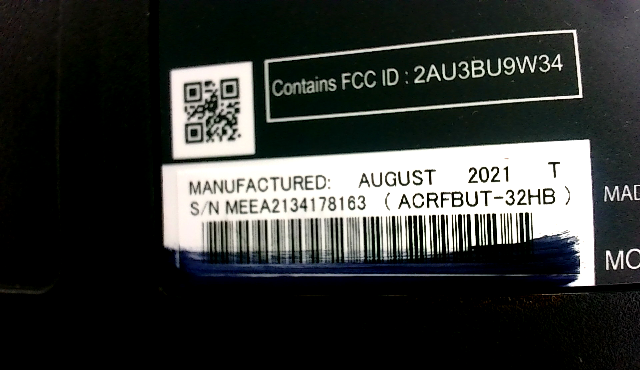 Contains FCC ID : 2AU3BU9W34
MANUFACTURED: AUGUST 2021 T
S/N MEEA2134178163 ( ACRFBUT-32HB )